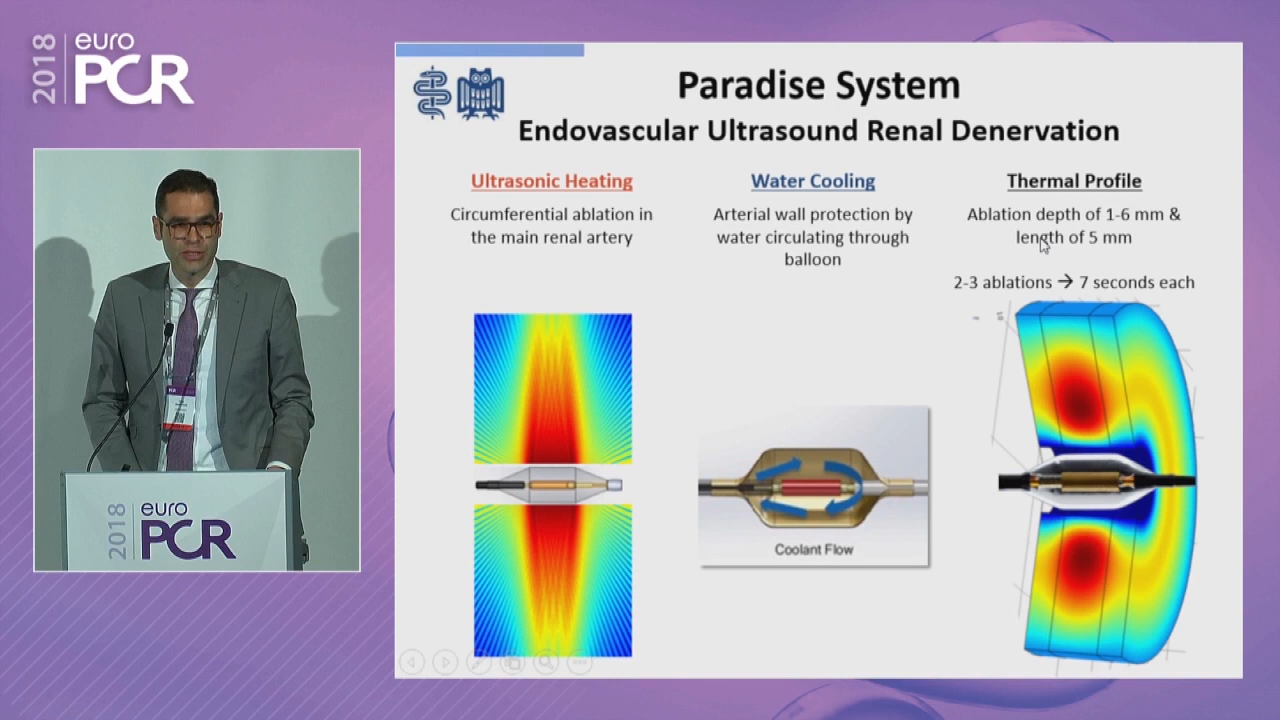 2018
euro
PCR
Paradise System
Endovascular Ultrasound Renal Denervation
Ultrasonic Heating
Circumferential ablation in
the main renal artery
Water Cooling
Arterial wall protection by
water circulating through
balloon
Coolant Flow
Thermal Profile
Ablation depth of 1-6 mm &
length of 5 mm
2-3 ablations → 7 seconds each
2018
euro
PCR